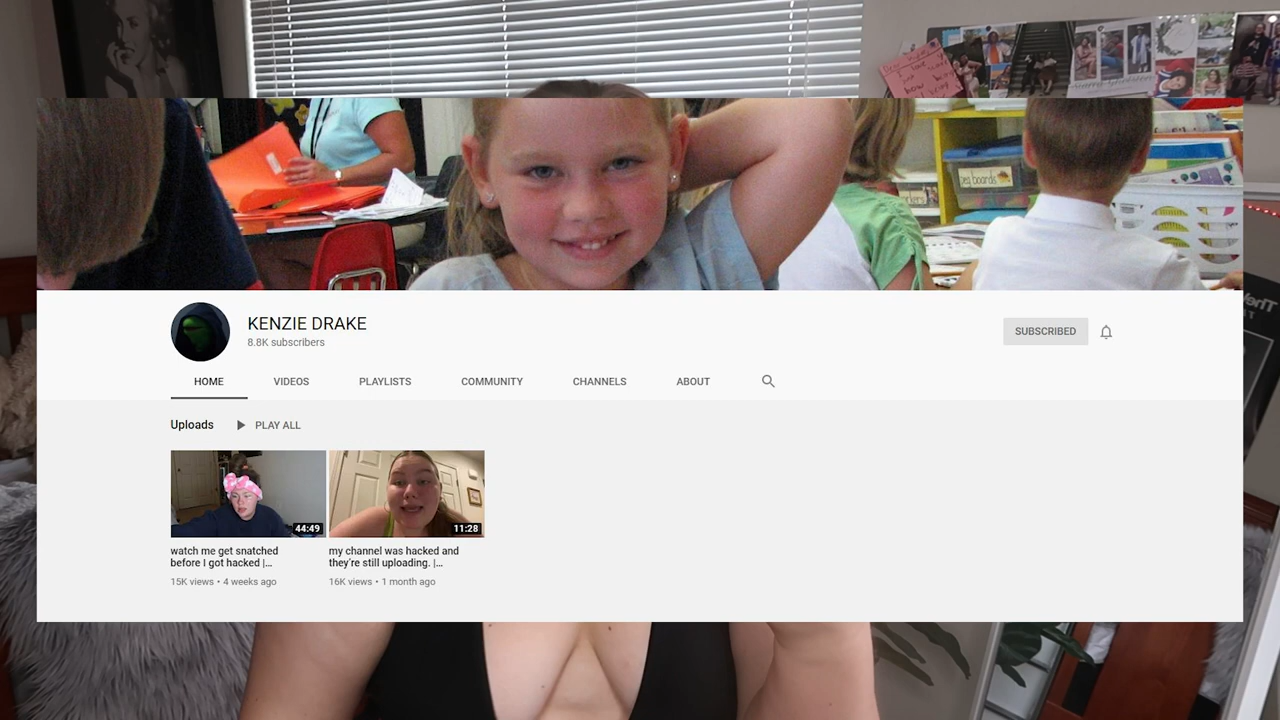 peg boards
KENZIE DRAKE
8.8K subscribers
SUBSCRIBED
HOME
VIDEOS
PLAYLISTS
COMMUNITY
CHANNELS
ABOUT
Uploads
PLAY ALL
44:49
11:28
watch me get snatched
before I got hacked |...
15K views • 4 weeks ago
my channel was hacked and
they're still uploading. |...
16K views • 1 month ago